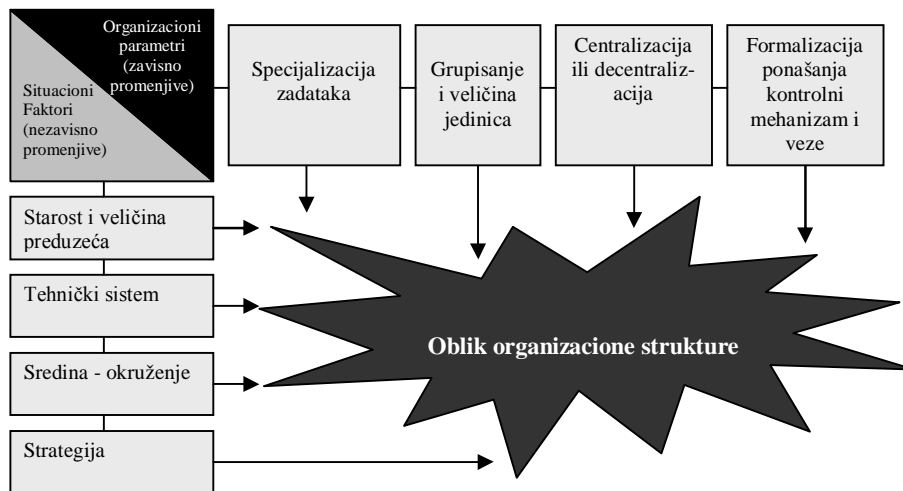 Organizacioni
parametri
(zavisno
promenjive)
Situacioni
Faktori
(nezavisno
promenjive)
Specijalizacija
zadataka
Grupisanje
i veličina
jedinica
Centralizacija
ili decentraliz-
acija
Formalizacija
ponašanja
kontrolni
mehanizam i
veze
Starost i veličina
preduzeća
Tehnički sistem
Sredina - okruženje
Strategija
Oblik organizacione strukture